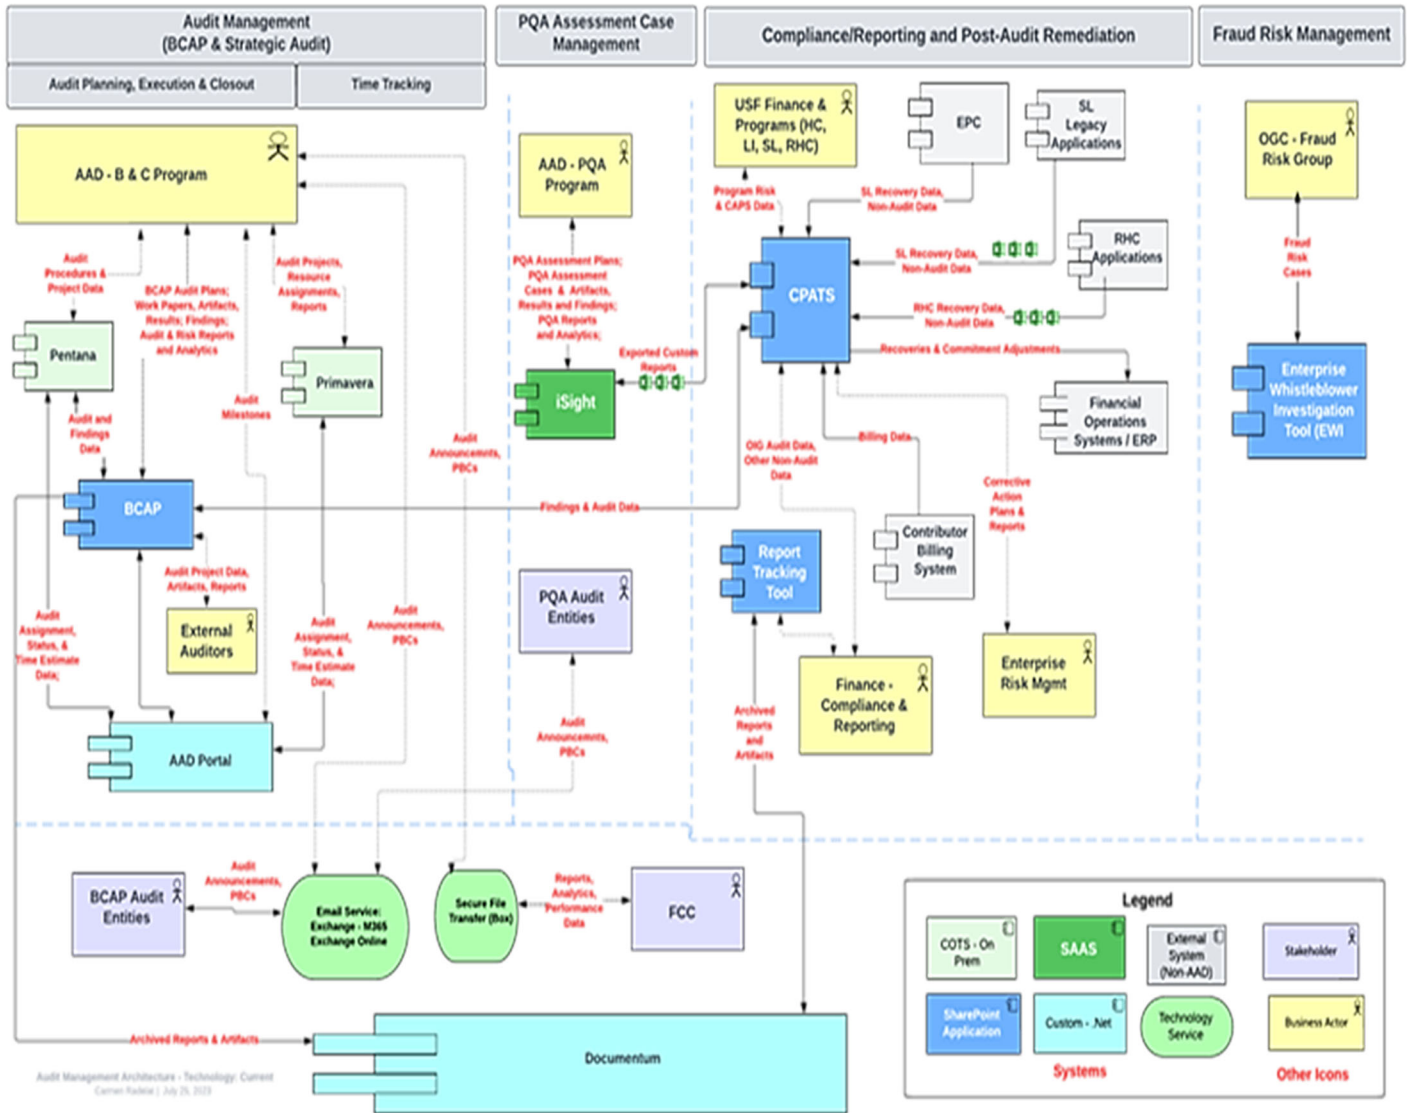 Audit Management
(BCAP & Strategic Audit)
Audit Planning, Execution & Closout
Time Tracking
PQA Assessment Case
Management
Compliance/Reporting and Post-Audit Remediation
Fraud Risk Management
AAD - B & C Program
Audit
Procedures &
Project Data
BCAP Audit Plans;
Work Papers, Artifacts,
Results; Findings;
Audit & Risk Reports
and Analytics
Audit Projects,
Resource
Assignments,
Reports
Pentana
Primavera
Audit and
Findings
Data
Audit
Milestones
Audit
Announcemnts,
PBCs
BCAP
Audit Project Data,
Artifacts, Reports
External
Auditors
Audit
Assignment,
Status, &
Time Estimate
Data;
Audit
Assignment,
Status, &
Time Estimate
Data;
Audit
Announcements,
PBCs
AAD Portal
AAD - PQA
Program
PQA Assessment Plans;
PQA Assessment
Cases & Artifacts,
Results and Findings;
PQA Reports
and Analytics;
Exported Custom
Reports
iSight
Findings & Audit Data
PQA Audit
Entities
Audit
Announcemnts,
PBCs
USF Finance &
Programs (HC,
LI, SL, RHC)
EPC
SL
Legacy
Applications
Program Risk
& CAPS Data
SL Recovery Data,
Non-Audit Data
SL Recovery Data,
Non-Audit Data
RHC
Applications
CPATS
RHC Recovery Data,
Non-Audit Data
Recoveries & Commitment Adjustments
Financial
Operations
Systems / ERP
OIG Audit Data,
Other Non-Audit
Data
Billing Data
Corrective
Action
Plans &
Reports
Contributor
Billing
System
Report
Tracking
Tool
Enterprise
Risk Mgmt
Finance -
Compliance &
Reporting
Archived
Reports
and
Artifacts
OGC - Fraud
Risk Group
Fraud
Risk
Cases
Enterprise
Whistleblower
Investigation
Tool (EWI
BCAP Audit
Entities
Audit
Announcements,
PBCs
Email Service:
Exchange - M365
Exchange Online
Secure File
Transfer (Box)
Reports,
Analytics,
Performance
Data
FCC
Archived Reports & Artifacts
Documentum
Audit Management Architecture - Technology: Current
Carmen Radelat | July 25, 2023
Legend
COTS - On
Prem
SAAS
External
System
(Non-AAD)
Stakeholder
SharePoint
Application
Custom - .Net
Technology
Service
Business Actor
Systems
Other Icons